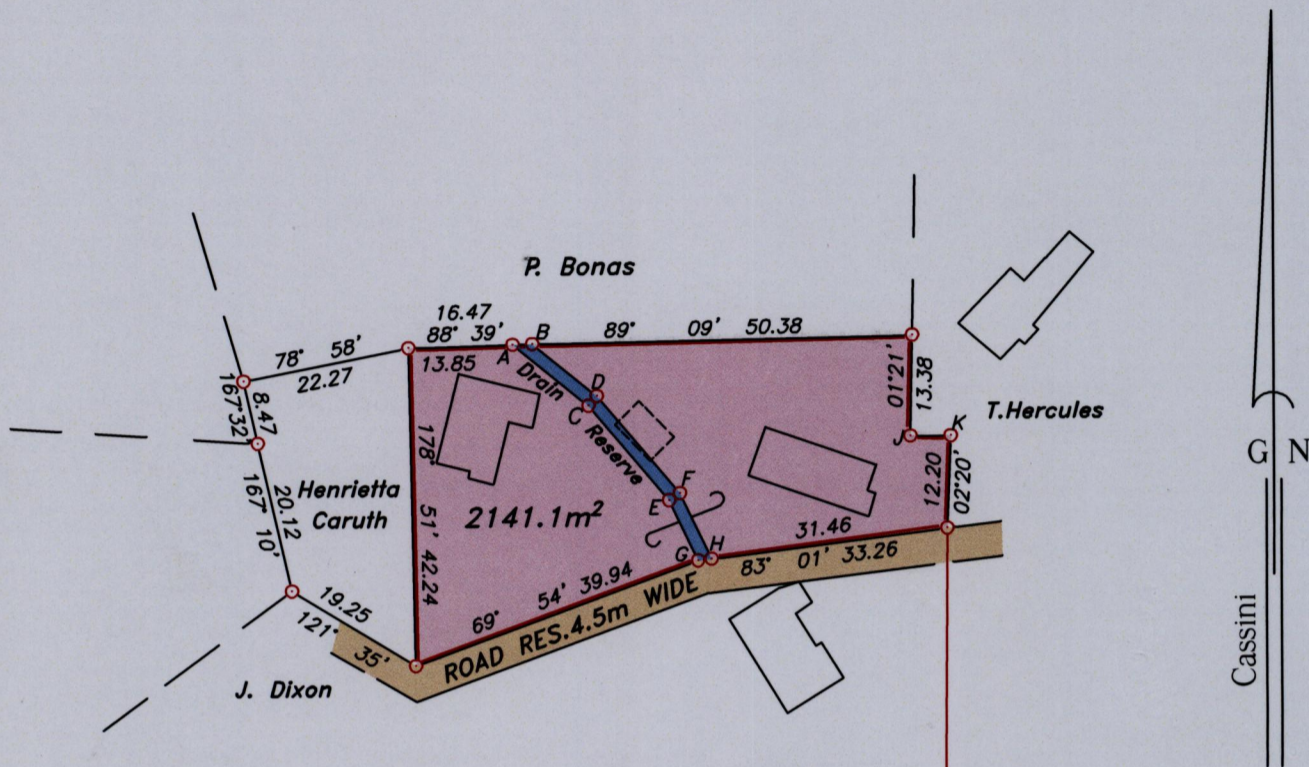 P. Bonas
16.47
88° 39'
B
89° 09' 50.38
78° 58'
22.27
13.85
A
Drain
D
C
Reserve
01°21'
13.38
T.Hercules
J
K
167°32'
8.47
Henrietta
Caruth
167° 10'
20.12
178° 51' 42.24
2141.1m²
E
F
12.20
02°20'
G
H
31.46
83° 01' 33.26
69° 54' 39.94
ROAD RES.4.5m WIDE
19.25
121° 35'
J. Dixon
G N
Cassini